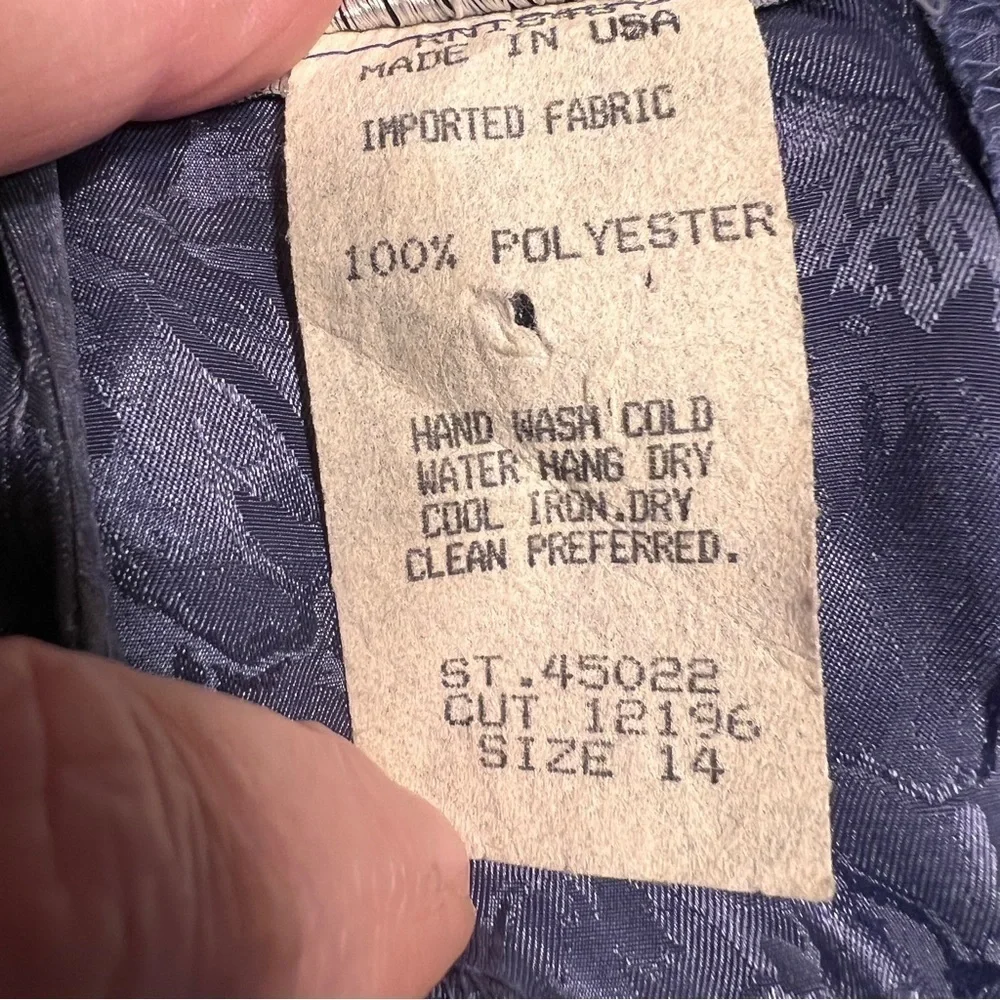 MADE IN USA
IMPORTED FABRIC
100% POLYESTER
HAND WASH COLD
WATER HANG DRY
COOL IRON.DRY
CLEAN PREFERRED.
ST.45022
CUT 12196
SIZE 14